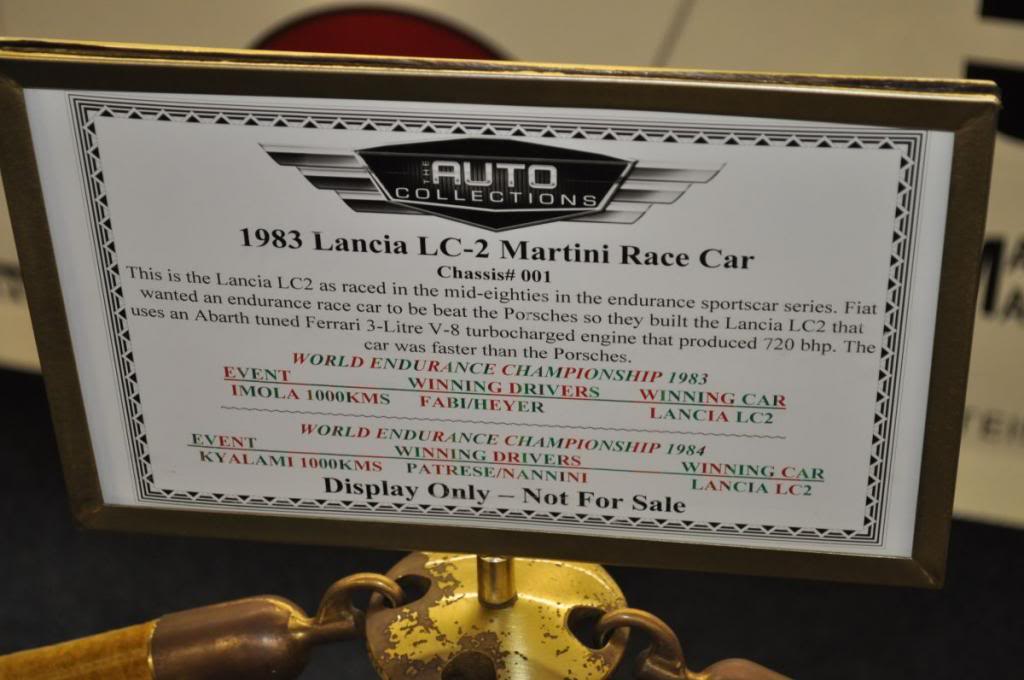 THE AUTO
COLLECTIONS
1983 Lancia LC-2 Martini Race Car
Chassis# 001
This is the Lancia LC2 as raced in the mid-eighties in the endurance sportscar series. Fiat
wanted an endurance race car to be beat the Porsches so they built the Lancia LC2 that
uses an Abarth tuned Ferrari 3-Litre V-8 turbocharged engine that produced 720 bhp. The
car was faster than the Porsches.
WORLD ENDURANCE CHAMPIONSHIP 1983
EVENT WINNING DRIVERS WINNING CAR
IMOLA 1000KMS FABI/HEYER LANCIA LC2
WORLD ENDURANCE CHAMPIONSHIP 1984
EVENT WINNING DRIVERS WINNING CAR
KYALAMI 1000KMS PATRESE/NANNINI LANCIA LC2
Display Only – Not For Sale